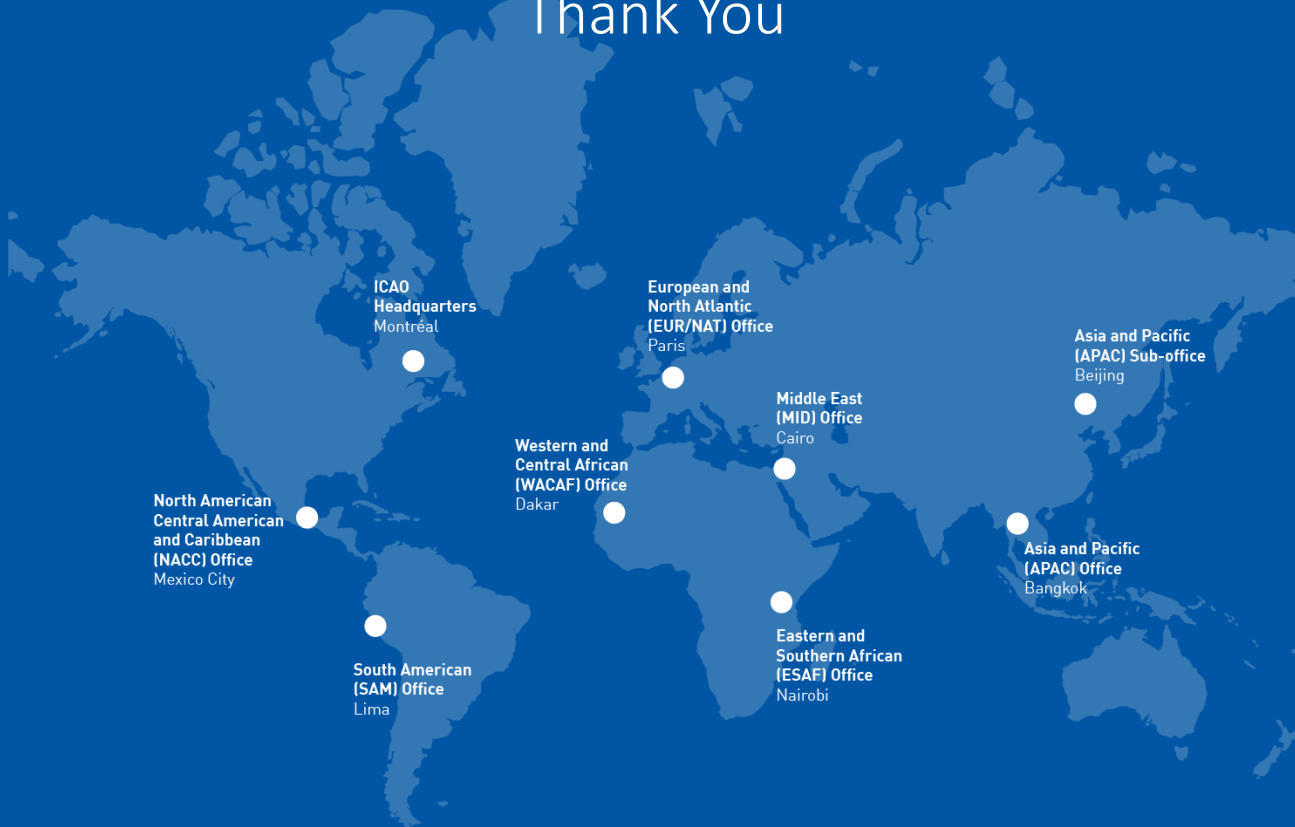 Thank You
ICAO
Headquarters
Montréal
European and
North Atlantic
(EUR/NAT) Office
Paris
Asia and Pacific
(APAC) Sub-office
Beijing
Middle East
(MID) Office
Cairo
Western and
Central African
(WACAF) Office
Dakar
North American
Central American
and Caribbean
(NACC) Office
Mexico City
Asia and Pacific
(APAC) Office
Bangkok
Eastern and
Southern African
(ESAF) Office
Nairobi
South American
(SAM) Office
Lima